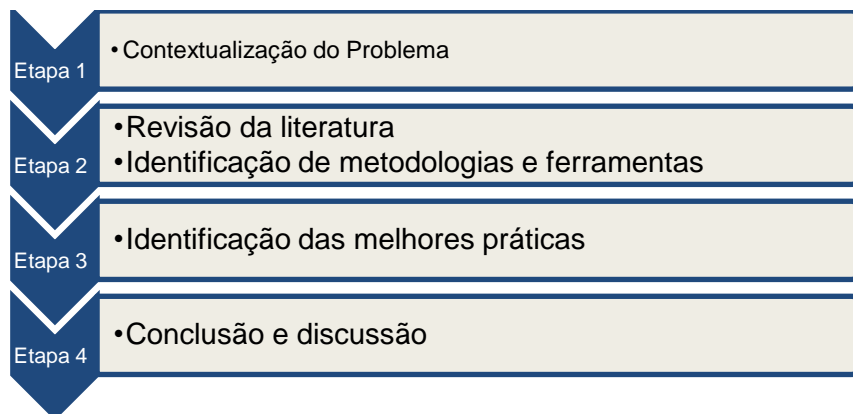 Etapa 1
•Contextualização do Problema
Etapa 2
•Revisão da literatura
•Identificação de metodologias e ferramentas
Etapa 3
•Identificação das melhores práticas
Etapa 4
•Conclusão e discussão